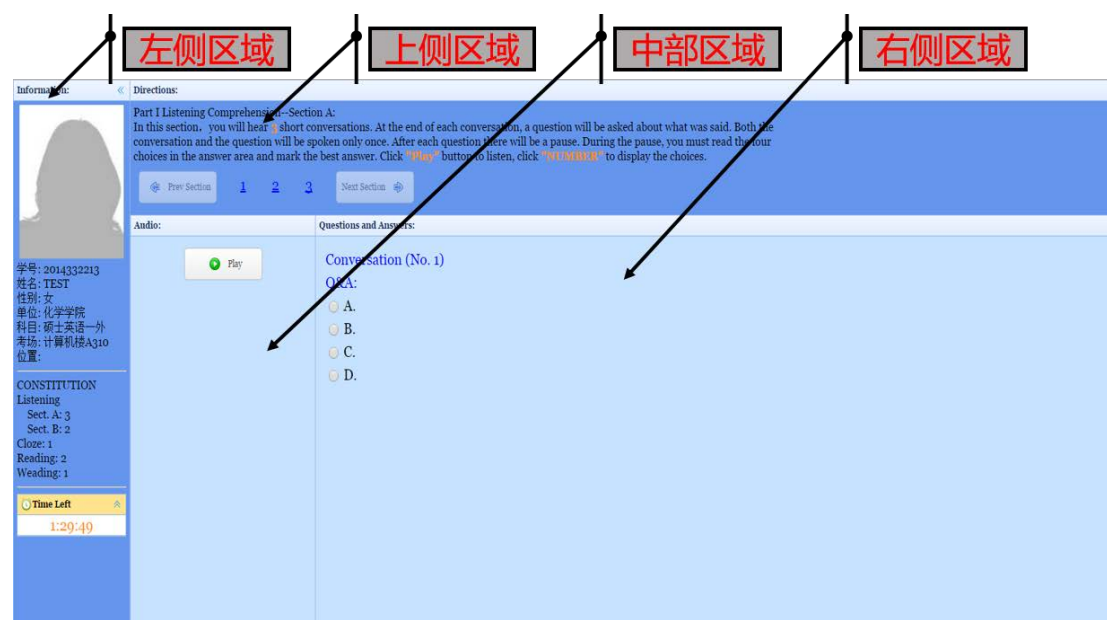 左侧区域
上侧区域
中部区域
右侧区域
Information:
Directions:
Part I Listening Comprehension--Section A:
In this section, you will hear 3 short conversations. At the end of each conversation, a question will be asked about what was said. Both the
conversation and the question will be spoken only once. After each question there will be a pause. During the pause, you must read the four
choices in the answer area and mark the best answer. Click "Play" button to listen, click "NUMBER" to display the choices.
Prev Section 1 2 3 Next Section
学号: 2014332213
姓名: TEST
性别: 女
单位: 化学学院
科目: 硕士英语一外
考场: 计算机楼A310
位置:
CONSTITUTION
Listening
Sect. A: 3
Sect. B: 2
Cloze: 1
Reading: 2
Weading: 1
Time Left
1:29:49
Audio:
Play
Questions and Answers:
Conversation (No. 1)
Q&A:
A.
B.
C.
D.